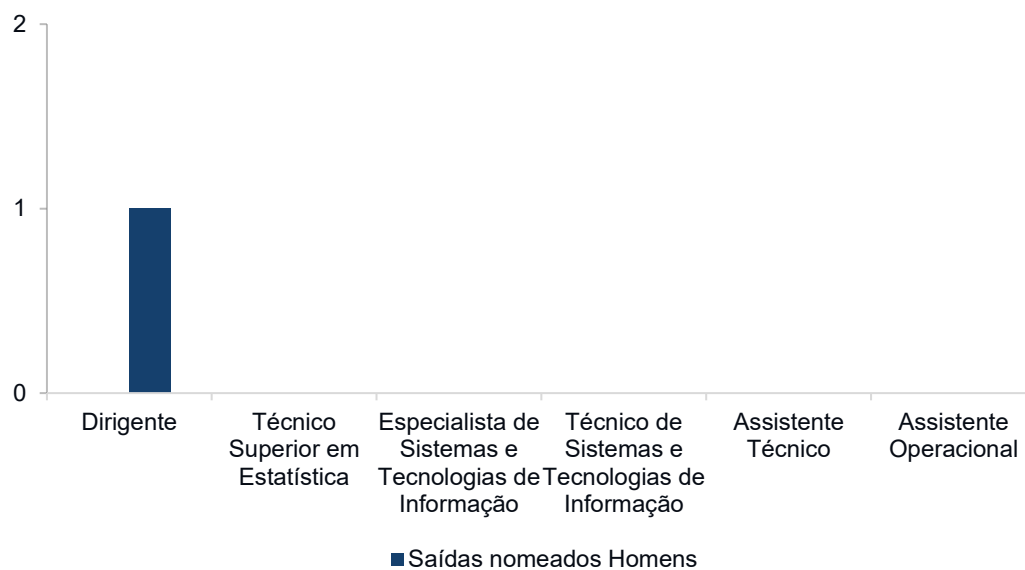 2
1
0
Dirigente
Técnico
Superior em
Estatística
Especialista de
Sistemas e
Tecnologias de
Informação
Técnico de
Sistemas e
Tecnologias de
Informação
Assistente
Técnico
Assistente
Operacional
Saídas nomeados Homens